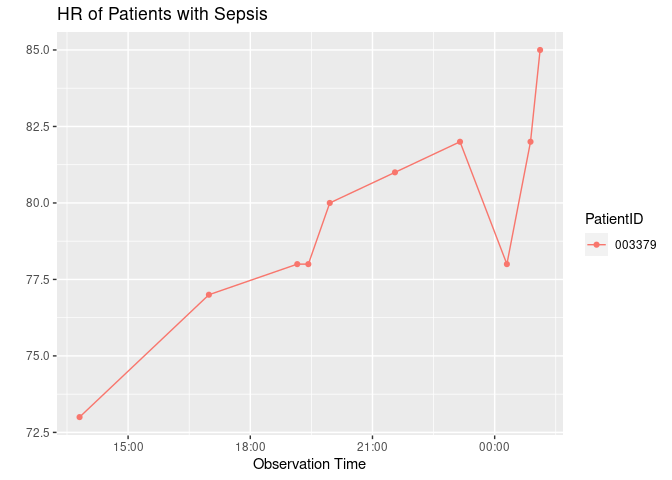 HR of Patients with Sepsis
85.0
82.5
80.0
77.5
75.0
72.5
15:00 18:00 21:00 00:00
Observation Time
PatientID
003379